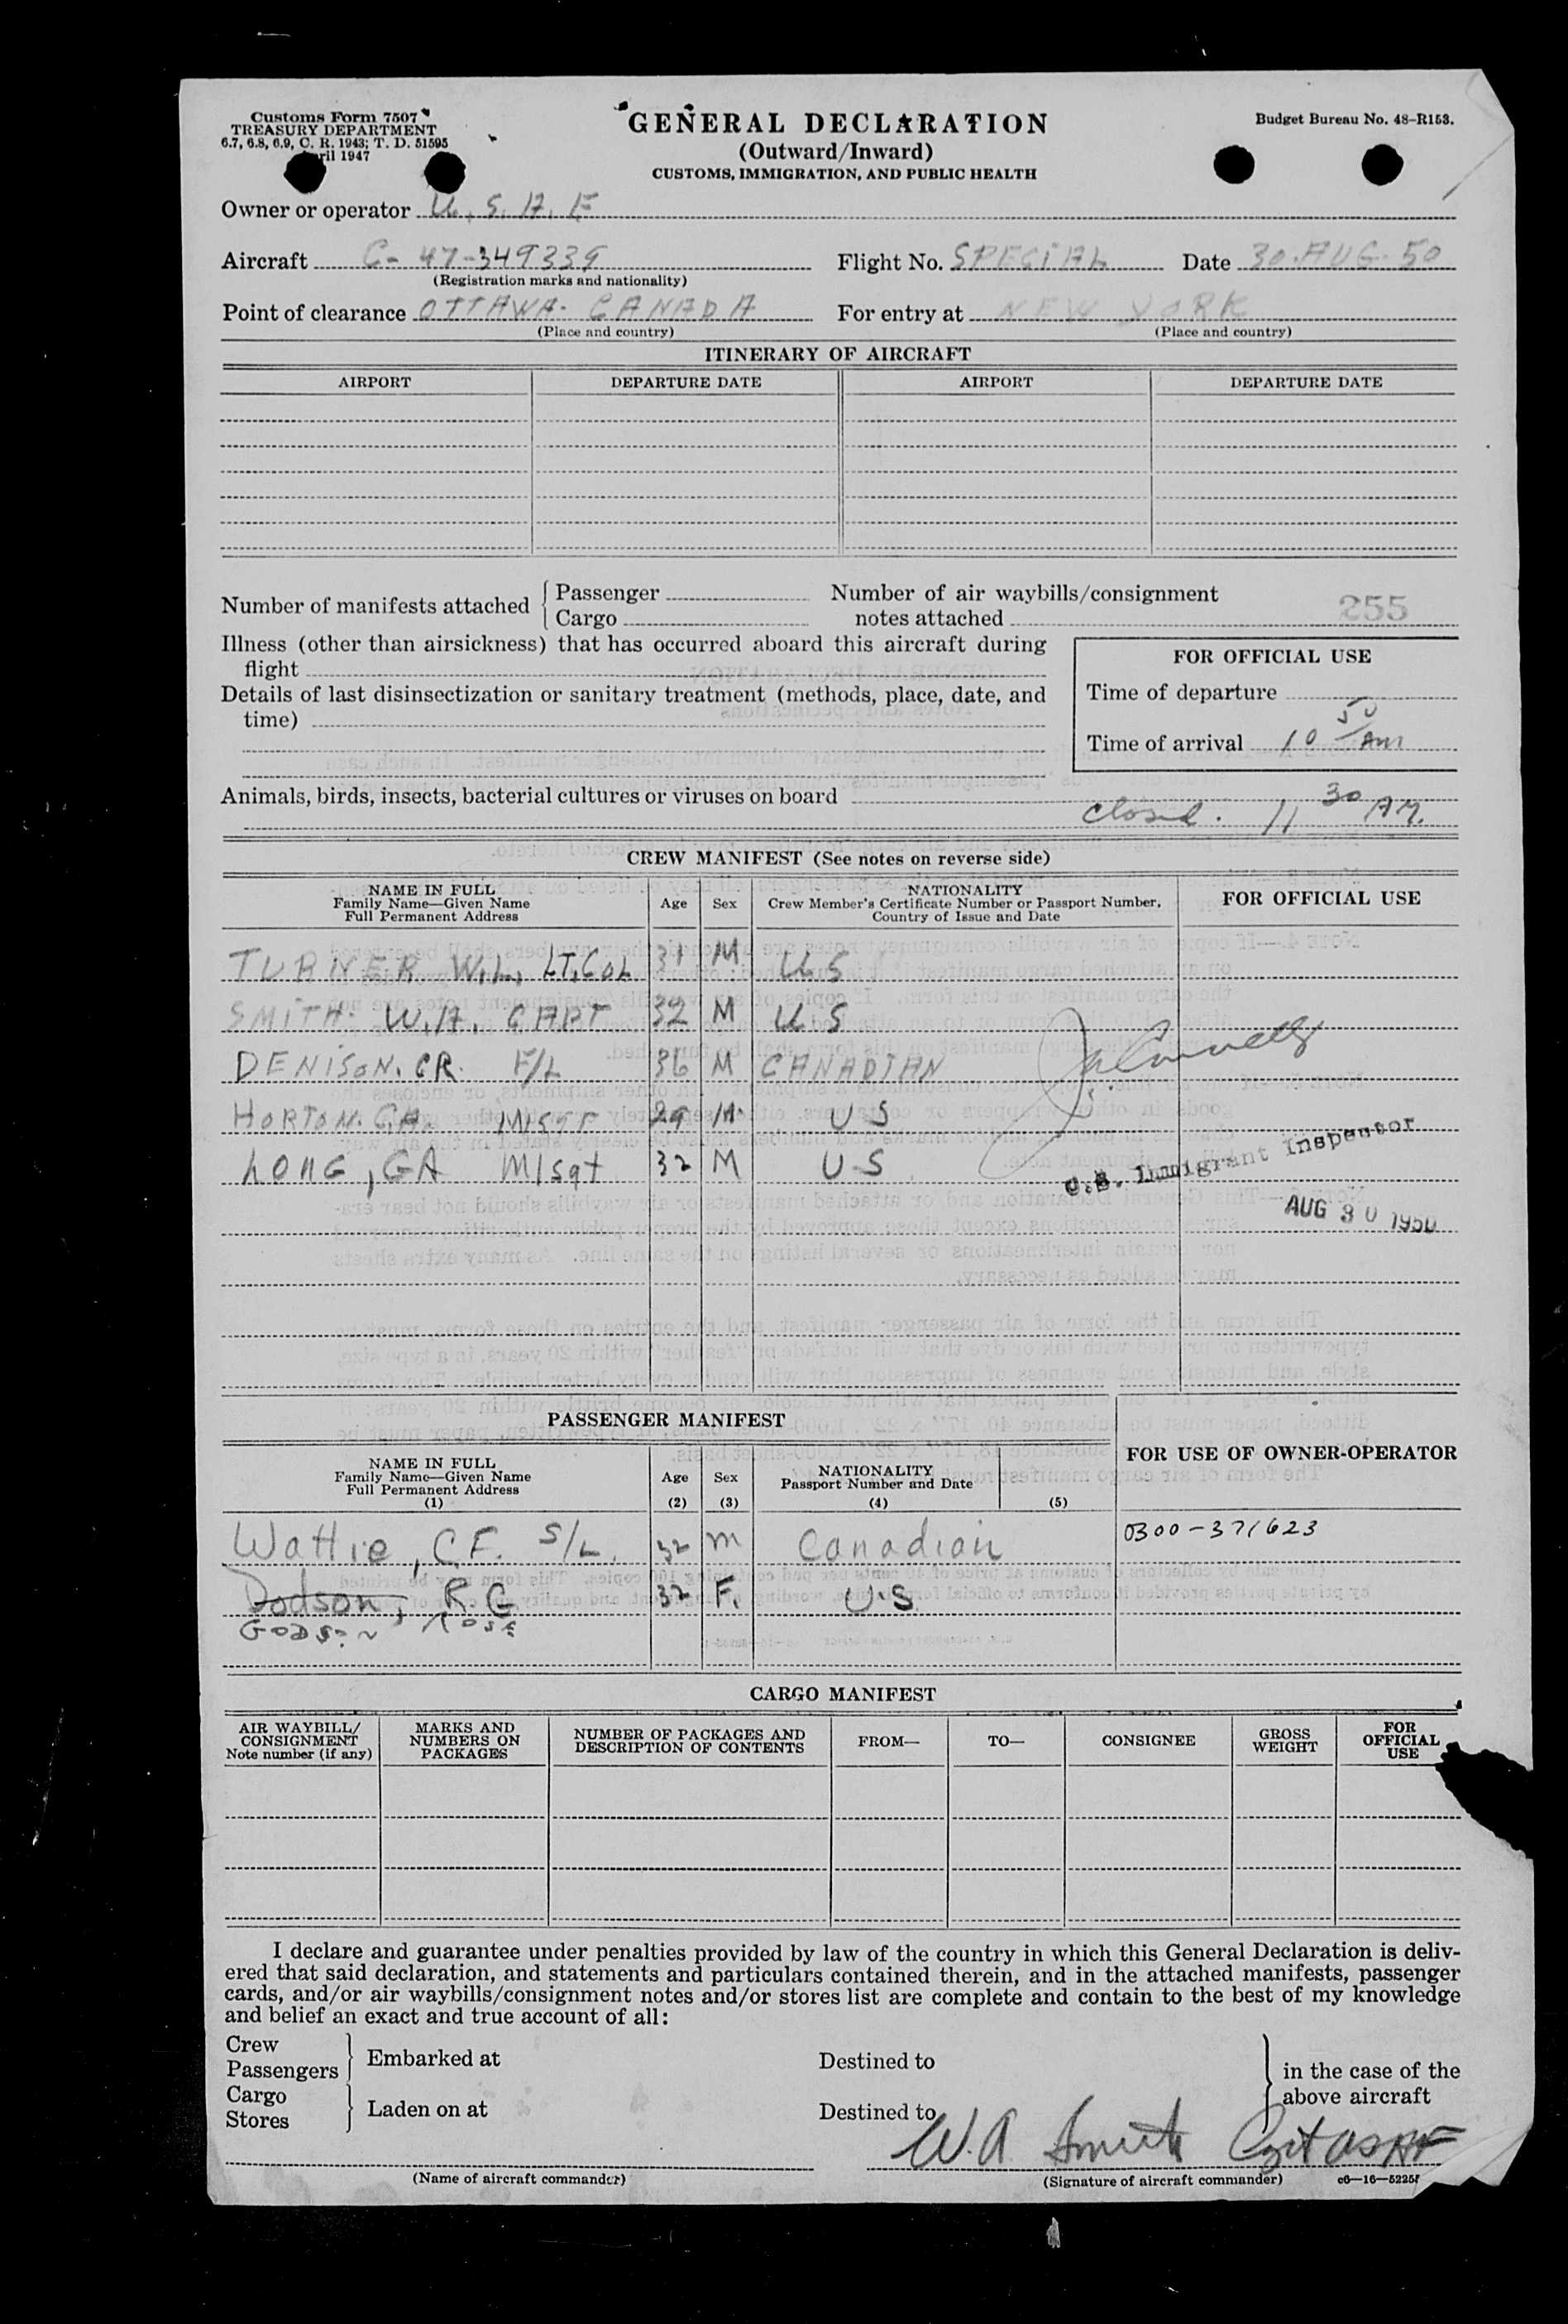 Customs Form 7507
TREASURY DEPARTMENT
6.7, 6.8, 6.9, C. R. 1943; T. D. 51595
April 1947
GENERAL DECLARATION
(Outward/Inward)
CUSTOMS, IMMIGRATION, AND PUBLIC HEALTH
Budget Bureau No. 48-R153.
Owner or operator U. S. A. F
Aircraft C- 47-349339 Flight No. SPECIAL Date 30. AUG. 50
(Registration marks and nationality)
Point of clearance OTTAWA. CANADA For entry at NEW YORK
(Place and country) (Place and country)
ITINERARY OF AIRCRAFT
AIRPORT DEPARTURE DATE AIRPORT DEPARTURE DATE
Number of manifests attached Passenger Number of air waybills/consignment
Cargo notes attached 255
Illness (other than airsickness) that has occurred aboard this aircraft during
flight
Details of last disinsectization or sanitary treatment (methods, place, date, and
time)
FOR OFFICIAL USE
Time of departure
Time of arrival 10 50 AM
Animals, birds, insects, bacterial cultures or viruses on board
closed. 11 30 AM.
CREW MANIFEST (See notes on reverse side)
NAME IN FULL
Family Name—Given Name
Full Permanent Address
Age Sex
NATIONALITY
Crew Member's Certificate Number or Passport Number,
Country of Issue and Date
FOR OFFICIAL USE
TURNER W.L. LT. COL 31 M U S
SMITH. W.A. CAPT 32 M U S
DENISON. CR. F/L 36 M CANADIAN
HORTON. G.A. M/SGT 29 M. U S
LONG, GA M/sgt 32 M U.S.
U.S. Immigrant Inspector
AUG 30 1950
PASSENGER MANIFEST
FOR USE OF OWNER-OPERATOR
NAME IN FULL
Family Name—Given Name
Full Permanent Address
(1)
Age
(2)
Sex
(3)
NATIONALITY
Passport Number and Date
(4) (5)
Wattie, C.F. S/L. 32 m Canadian 0300-371623
Dodson, R.G 32 F. U.S.
GODSON ROSE
CARGO MANIFEST
AIR WAYBILL/
CONSIGNMENT
Note number (if any)
MARKS AND
NUMBERS ON
PACKAGES
NUMBER OF PACKAGES AND
DESCRIPTION OF CONTENTS
FROM— TO— CONSIGNEE
GROSS
WEIGHT
FOR
OFFICIAL
USE
I declare and guarantee under penalties provided by law of the country in which this General Declaration is deliv-
ered that said declaration, and statements and particulars contained therein, and in the attached manifests, passenger
cards, and/or air waybills/consignment notes and/or stores list are complete and contain to the best of my knowledge
and belief an exact and true account of all:
Crew
Passengers
Embarked at Destined to
Cargo
Stores
Laden on at Destined to
in the case of the
above aircraft
W.A. Smith Capt USAF
(Name of aircraft commander) (Signature of aircraft commander) c6—16—5225